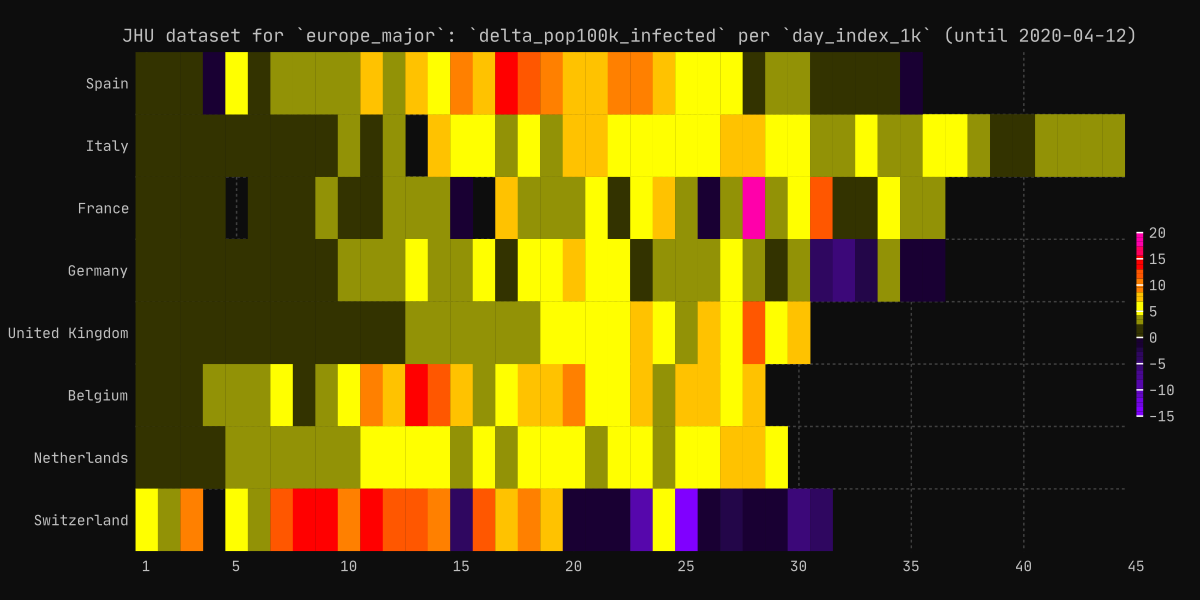 JHU dataset for `europe_major`: `delta_pop100k_infected` per `day_index_1k` (until 2020-04-12)
Spain
Italy
France
Germany
United Kingdom
Belgium
Netherlands
Switzerland
1 5 10 15 20 25 30 35 40 45
20
15
10
5
0
−5
−10
−15